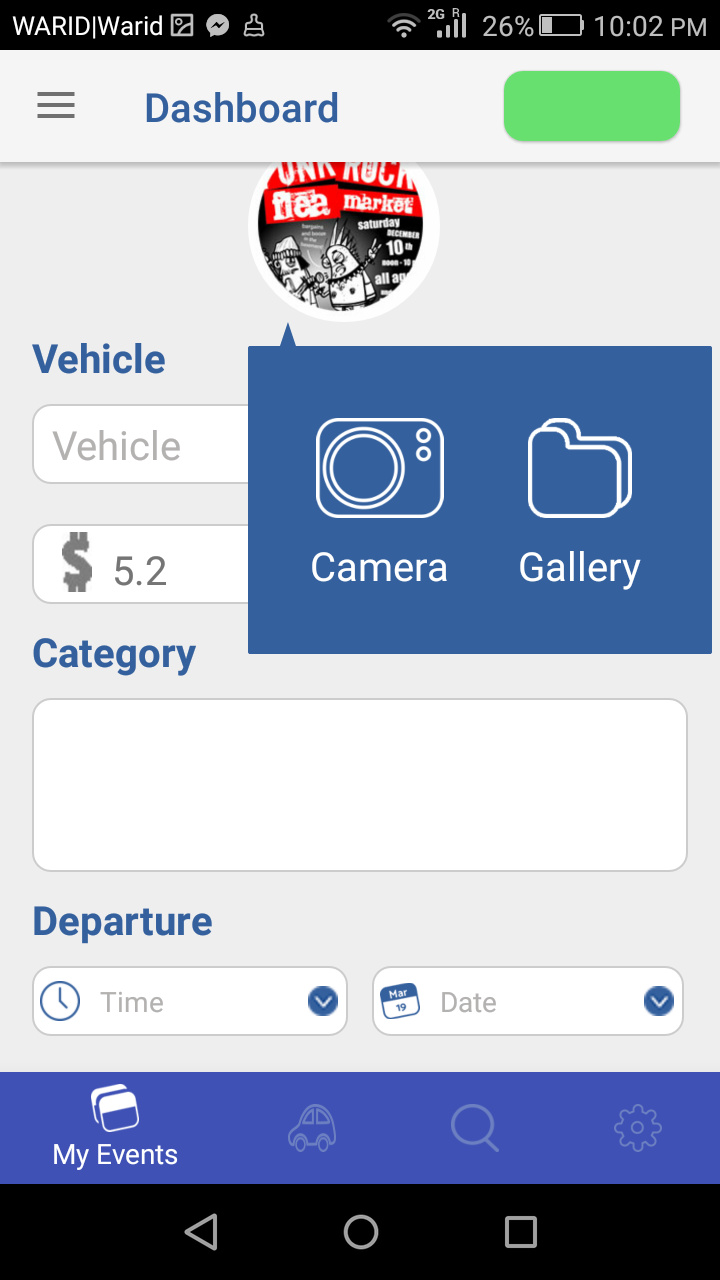 WARID|Warid 2G R 26% 10:02 PM
Dashboard
PUNK ROCK
flea market
saturday
DECEMBER
10th
noon - 10
all ag
Vehicle
Vehicle
$ 5.2
Camera Gallery
Category
Departure
Time Mar 19 Date
My Events